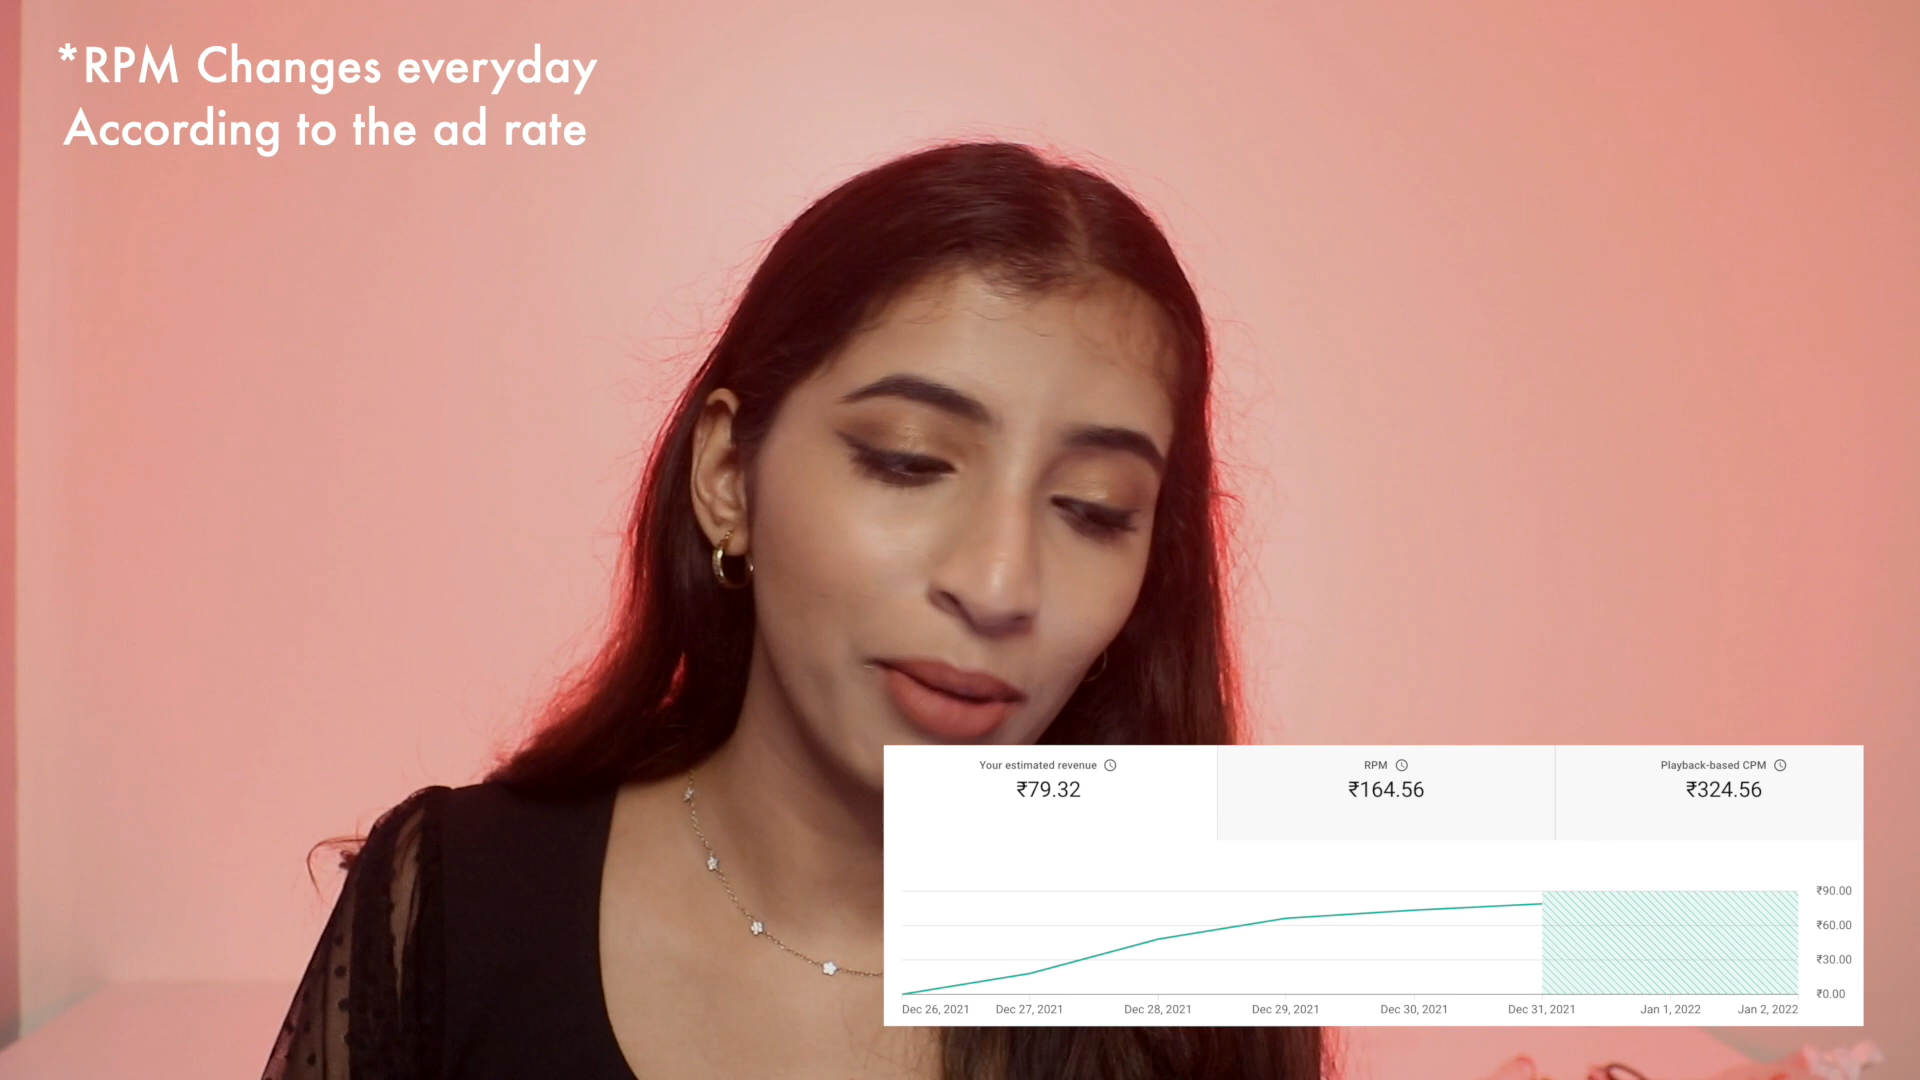 *RPM Changes everyday
According to the ad rate
Your estimated revenue
₹79.32
RPM
₹164.56
Playback-based CPM
₹324.56
₹90.00
₹60.00
₹30.00
₹0.00
Dec 26, 2021 Dec 27, 2021 Dec 28, 2021 Dec 29, 2021 Dec 30, 2021 Dec 31, 2021 Jan 1, 2022 Jan 2, 2022